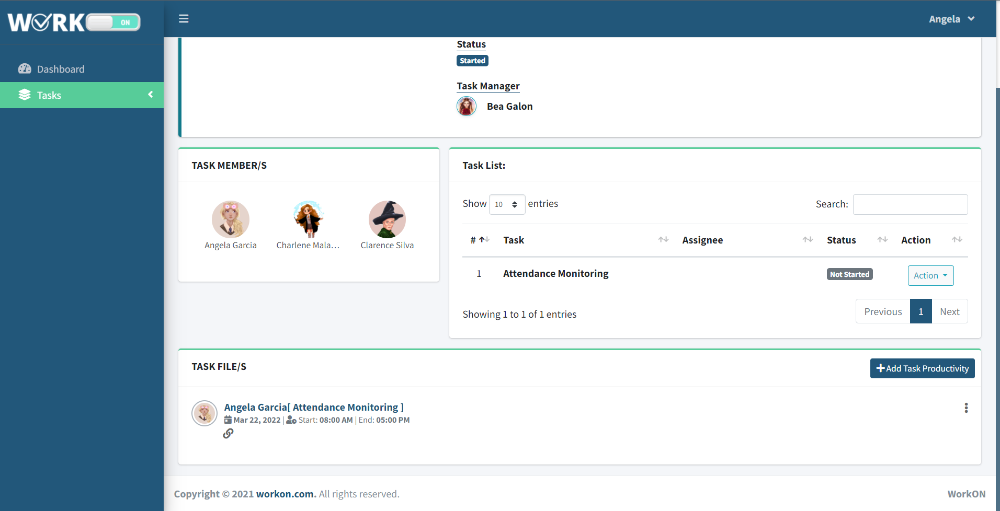 WORK ON
Angela
Dashboard
Tasks
Status
Started
Task Manager
Bea Galon
TASK MEMBER/S
Angela Garcia
Charlene Mala...
Clarence Silva
Task List:
Show 10 entries
Search:
# Task Assignee Status Action
1 Attendance Monitoring Not Started Action
Showing 1 to 1 of 1 entries
Previous 1 Next
TASK FILE/S
Add Task Productivity
Angela Garcia[ Attendance Monitoring ]
Mar 22, 2022 | Start: 08:00 AM | End: 05:00 PM
Copyright © 2021 workon.com. All rights reserved.
WorkON